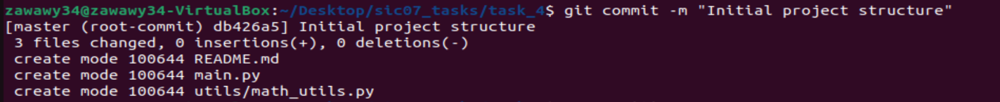 zawawy34@zawawy34-VirtualBox:~/Desktop/sic07_tasks/task_4$ git commit -m "Initial project structure"
[master (root-commit) db426a5] Initial project structure
 3 files changed, 0 insertions(+), 0 deletions(-)
 create mode 100644 README.md
 create mode 100644 main.py
 create mode 100644 utils/math_utils.py